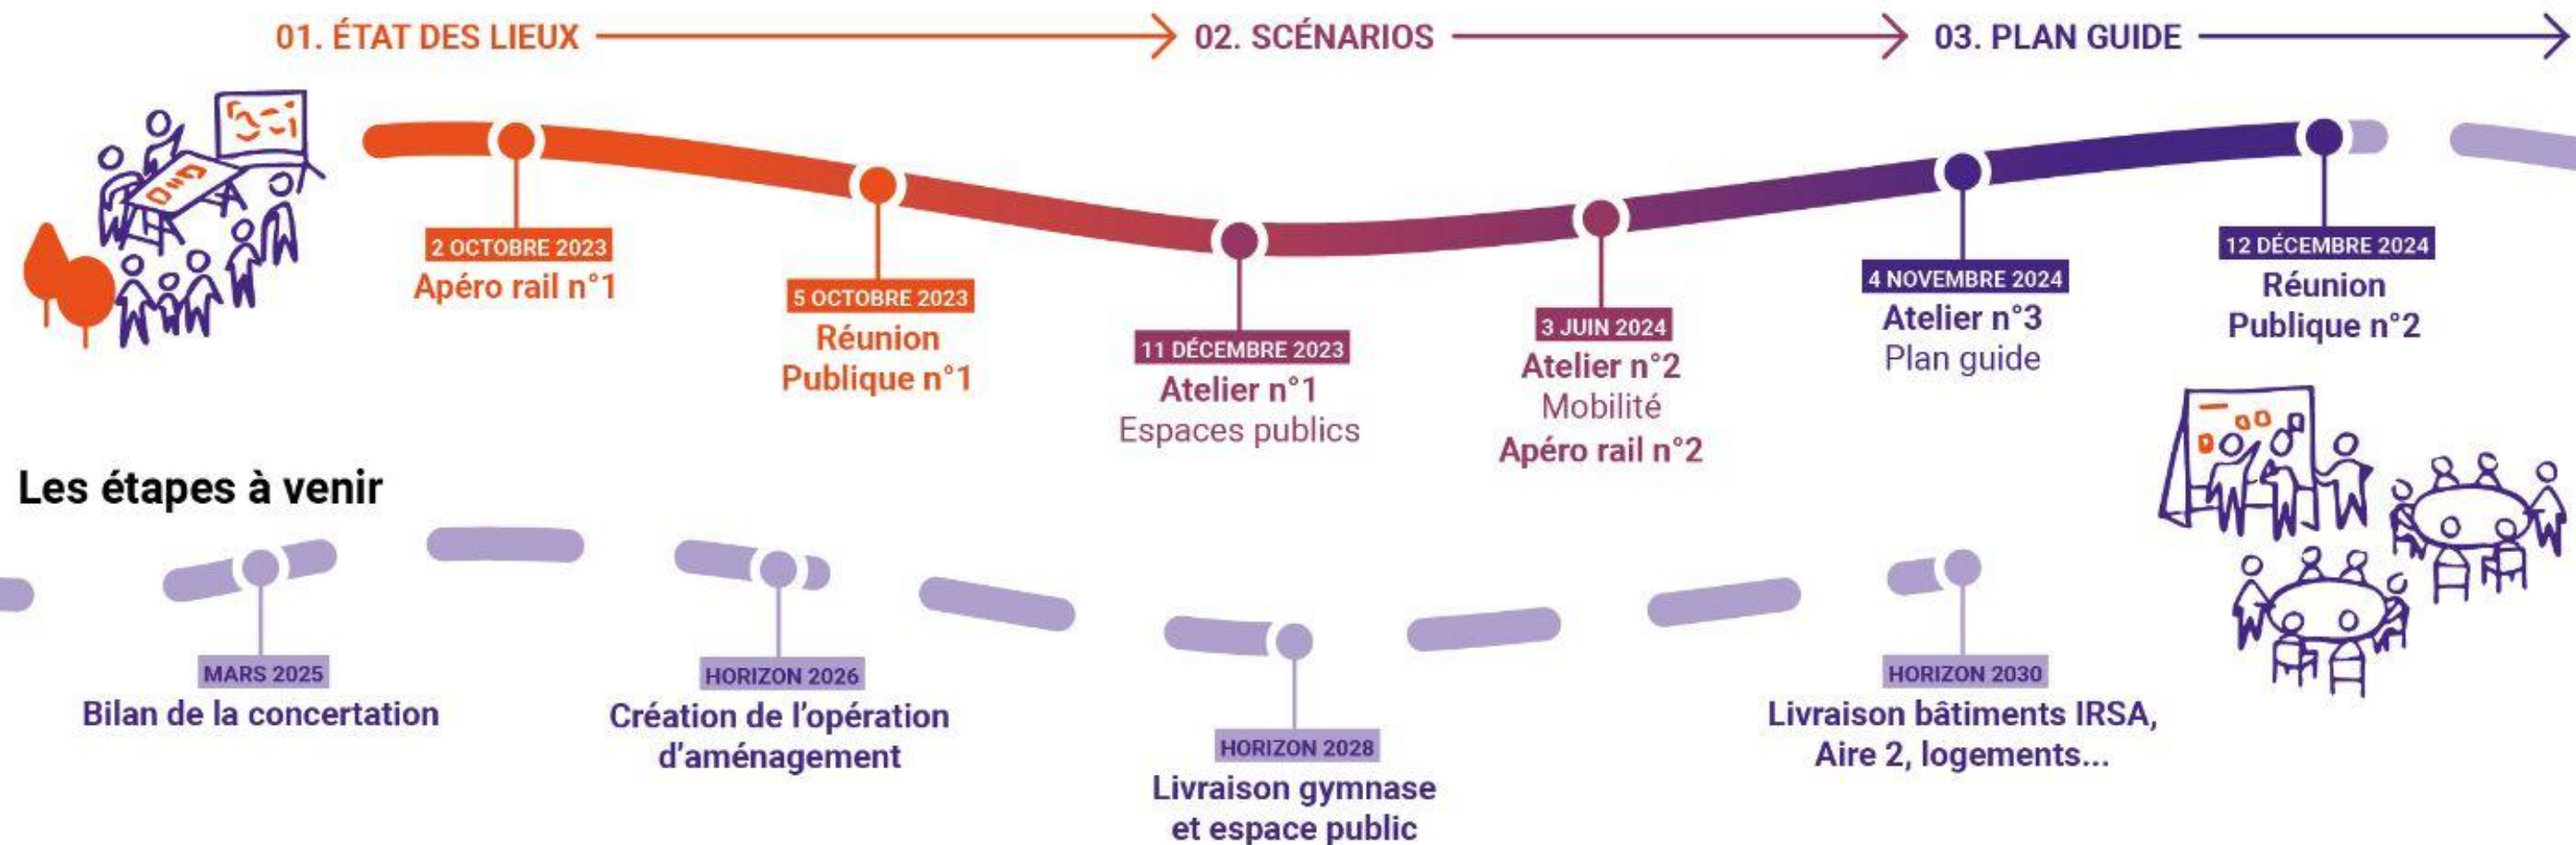 01. ÉTAT DES LIEUX
02. SCÉNARIOS
03. PLAN GUIDE
2 OCTOBRE 2023
Apéro rail n°1
5 OCTOBRE 2023
Réunion
Publique n°1
11 DÉCEMBRE 2023
Atelier n°1
Espaces publics
3 JUIN 2024
Atelier n°2
Mobilité
Apéro rail n°2
4 NOVEMBRE 2024
Atelier n°3
Plan guide
12 DÉCEMBRE 2024
Réunion
Publique n°2
Les étapes à venir
MARS 2025
Bilan de la concertation
HORIZON 2026
Création de l'opération
d'aménagement
HORIZON 2028
Livraison gymnase
et espace public
HORIZON 2030
Livraison bâtiments IRSA,
Aire 2, logements...